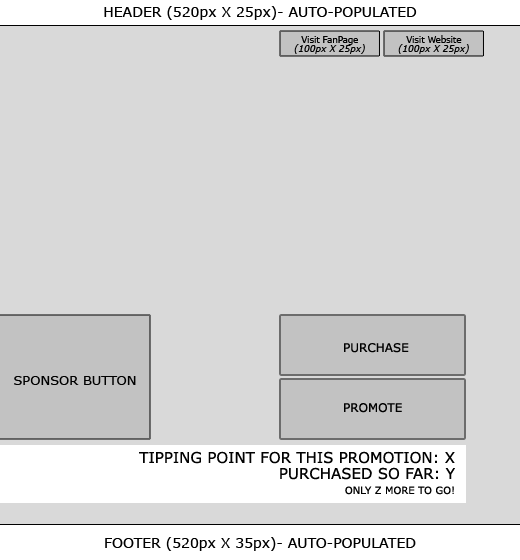 HEADER (520px X 25px)- AUTO-POPULATED
Visit FanPage
(100px X 25px)
Visit Website
(100px X 25px)
PURCHASE
SPONSOR BUTTON
PROMOTE
TIPPING POINT FOR THIS PROMOTION: X
PURCHASED SO FAR: Y
ONLY Z MORE TO GO!
FOOTER (520px X 35px)- AUTO-POPULATED